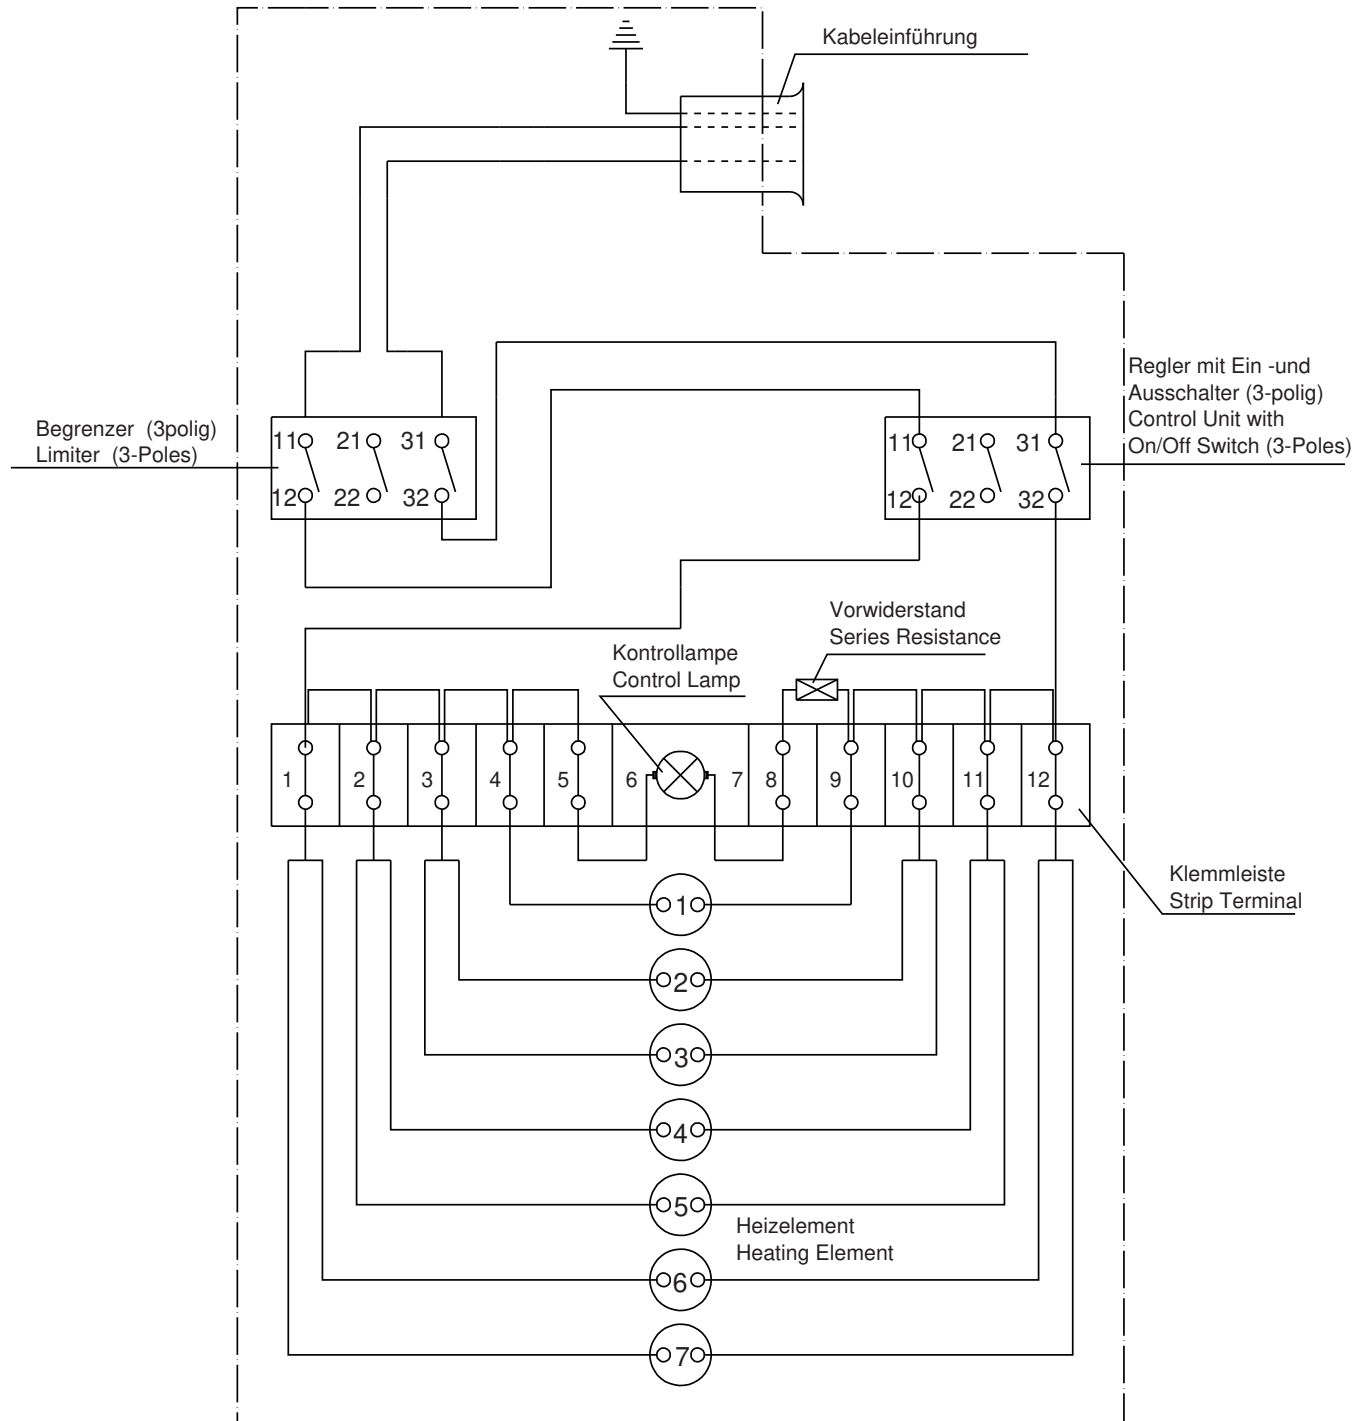 Kabeleinführung
Regler mit Ein -und
Ausschalter (3-polig)
Control Unit with
On/Off Switch (3-Poles)
Begrenzer (3polig)
Limiter (3-Poles)
11 21 31
12 22 32
11 21 31
12 22 32
Vorwiderstand
Series Resistance
Kontrollampe
Control Lamp
1 2 3 4 5 6 7 8 9 10 11 12
Klemmleiste
Strip Terminal
1
2
3
4
5
Heizelement
Heating Element
6
7